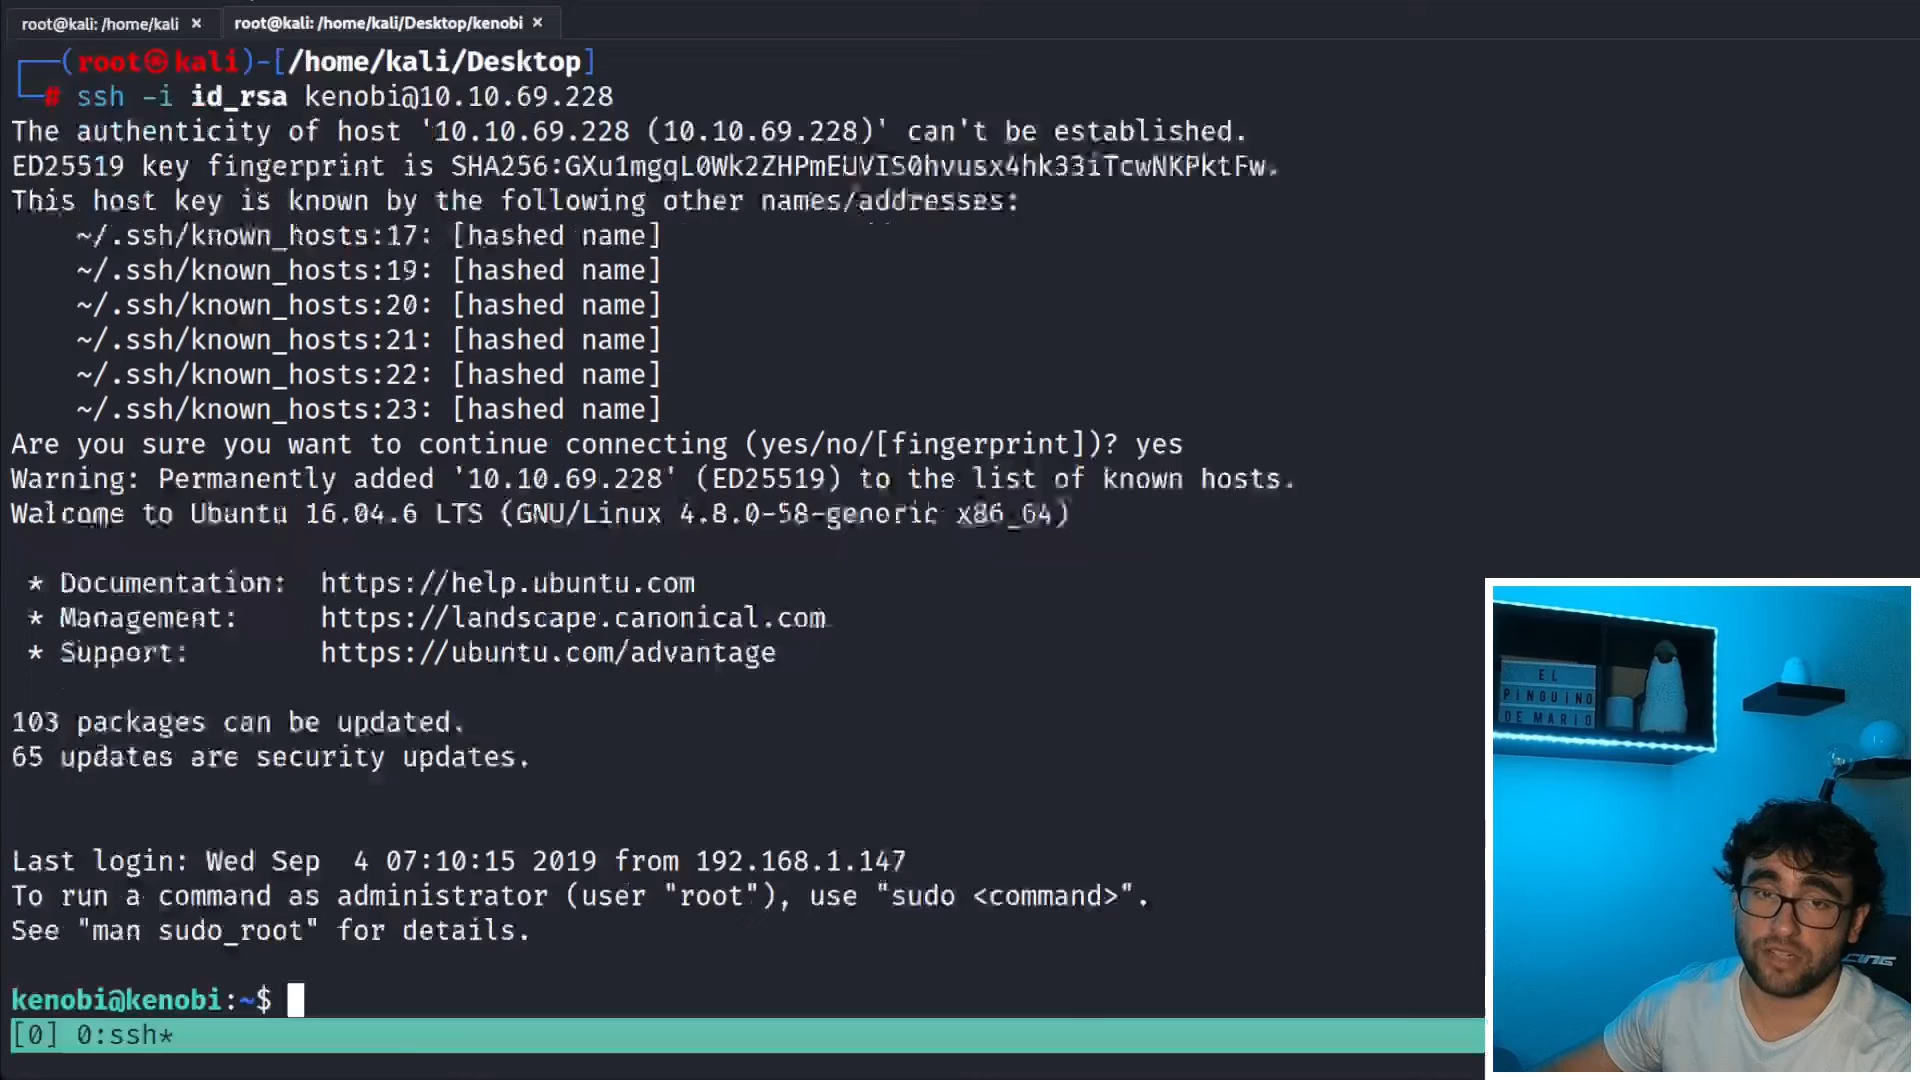 root@kali: /home/kali × root@kali: /home/kali/Desktop/kenobi ×
(root㉿kali)-[/home/kali/Desktop]
# ssh -i id_rsa kenobi@10.10.69.228
The authenticity of host '10.10.69.228 (10.10.69.228)' can't be established.
ED25519 key fingerprint is SHA256:GXu1mgqL0Wk2ZHPmEUVIS0hvusx4hk33iTcwNKPktFw.
This host key is known by the following other names/addresses:
~/.ssh/known_hosts:17: [hashed name]
~/.ssh/known_hosts:19: [hashed name]
~/.ssh/known_hosts:20: [hashed name]
~/.ssh/known_hosts:21: [hashed name]
~/.ssh/known_hosts:22: [hashed name]
~/.ssh/known_hosts:23: [hashed name]
Are you sure you want to continue connecting (yes/no/[fingerprint])? yes
Warning: Permanently added '10.10.69.228' (ED25519) to the list of known hosts.
Welcome to Ubuntu 16.04.6 LTS (GNU/Linux 4.8.0-58-generic x86_64)
* Documentation: https://help.ubuntu.com
* Management: https://landscape.canonical.com
* Support: https://ubuntu.com/advantage
103 packages can be updated.
65 updates are security updates.
Last login: Wed Sep 4 07:10:15 2019 from 192.168.1.147
To run a command as administrator (user "root"), use "sudo <command>".
See "man sudo_root" for details.
kenobi@kenobi:~$
[0] 0:ssh*
EL
PINGUINO
DE MARIO